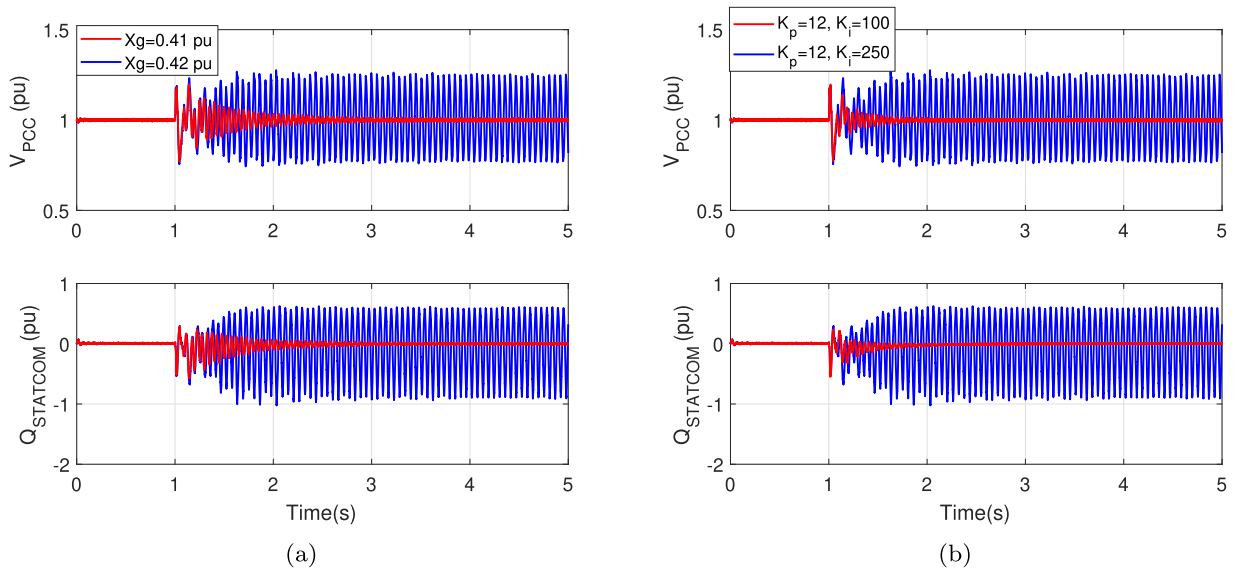 Xg=0.41 pu
Xg=0.42 pu
V_PCC (pu)
1.5
1
0.5
0 1 2 3 4 5
Q_STATCOM (pu)
1
0
-1
-2
0 1 2 3 4 5
Time(s)
(a)
K_p=12, K_i=100
K_p=12, K_i=250
V_PCC (pu)
1.5
1
0.5
0 1 2 3 4 5
Q_STATCOM (pu)
1
0
-1
-2
0 1 2 3 4 5
Time(s)
(b)